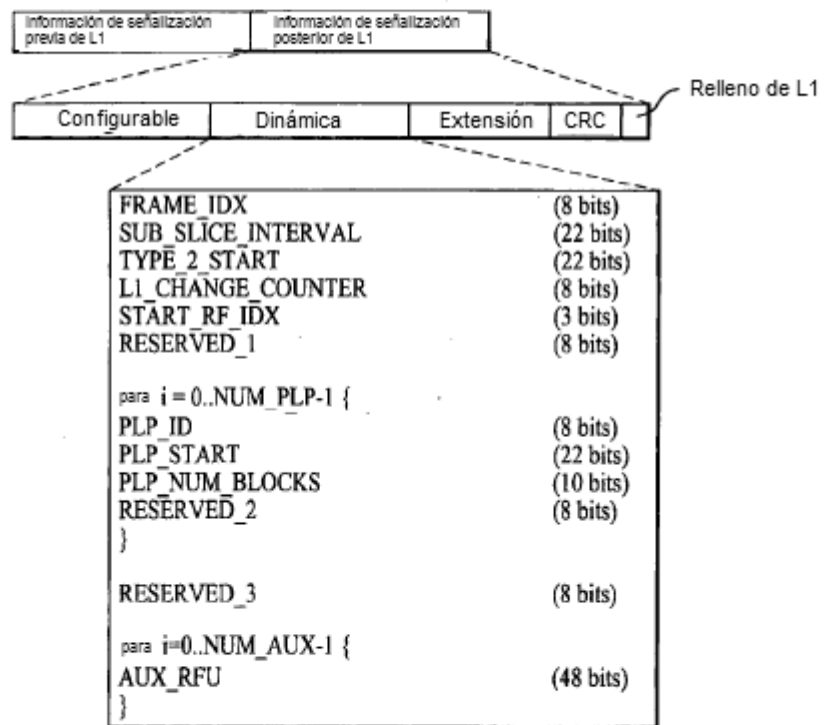 Información de señalización previa de L1
Información de señalización posterior de L1
Relleno de L1
Configurable Dinámica Extensión CRC
FRAME_IDX (8 bits)
SUB_SLICE_INTERVAL (22 bits)
TYPE_2_START (22 bits)
L1_CHANGE_COUNTER (8 bits)
START_RF_IDX (3 bits)
RESERVED_1 (8 bits)
para i = 0..NUM_PLP-1 {
PLP_ID (8 bits)
PLP_START (22 bits)
PLP_NUM_BLOCKS (10 bits)
RESERVED_2 (8 bits)
}
RESERVED_3 (8 bits)
para i=0..NUM_AUX-1 {
AUX_RFU (48 bits)
}